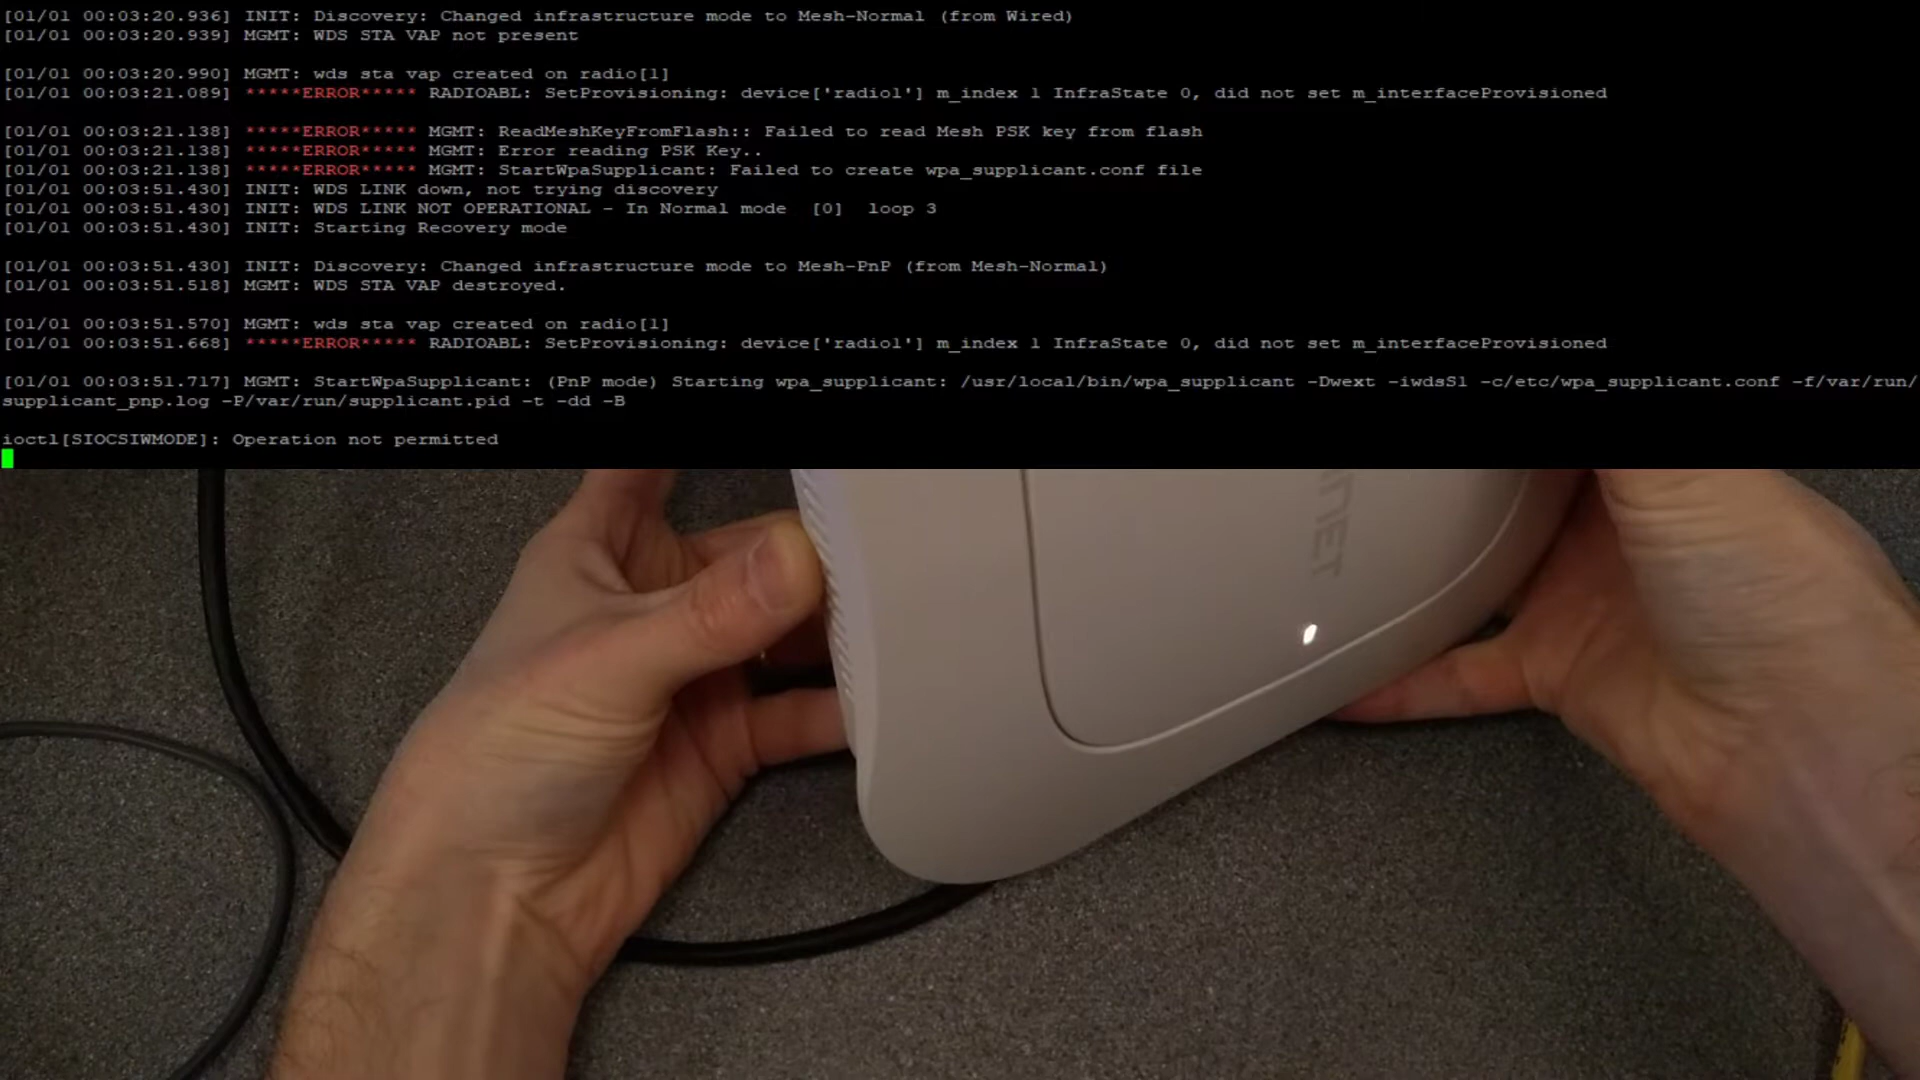 [01/01 00:03:20.936] INIT: Discovery: Changed infrastructure mode to Mesh-Normal (from Wired)
[01/01 00:03:20.939] MGMT: WDS STA VAP not present
[01/01 00:03:20.990] MGMT: wds sta vap created on radio[1]
[01/01 00:03:21.089] *****ERROR***** RADIOABL: SetProvisioning: device['radio1'] m_index 1 InfraState 0, did not set m_interfaceProvisioned
[01/01 00:03:21.138] *****ERROR***** MGMT: ReadMeshKeyFromFlash:: Failed to read Mesh PSK key from flash
[01/01 00:03:21.138] *****ERROR***** MGMT: Error reading PSK Key..
[01/01 00:03:21.138] *****ERROR***** MGMT: StartWpaSupplicant: Failed to create wpa_supplicant.conf file
[01/01 00:03:51.430] INIT: WDS LINK down, not trying discovery
[01/01 00:03:51.430] INIT: WDS LINK NOT OPERATIONAL - In Normal mode  [0]  loop 3
[01/01 00:03:51.430] INIT: Starting Recovery mode
[01/01 00:03:51.430] INIT: Discovery: Changed infrastructure mode to Mesh-PnP (from Mesh-Normal)
[01/01 00:03:51.518] MGMT: WDS STA VAP destroyed.
[01/01 00:03:51.570] MGMT: wds sta vap created on radio[1]
[01/01 00:03:51.668] *****ERROR***** RADIOABL: SetProvisioning: device['radio1'] m_index 1 InfraState 0, did not set m_interfaceProvisioned
[01/01 00:03:51.717] MGMT: StartWpaSupplicant: (PnP mode) Starting wpa_supplicant: /usr/local/bin/wpa_supplicant -Dwext -iwdsS1 -c/etc/wpa_supplicant.conf -f/var/run/
supplicant_pnp.log -P/var/run/supplicant.pid -t -dd -B
ioctl[SIOCSIWMODE]: Operation not permitted